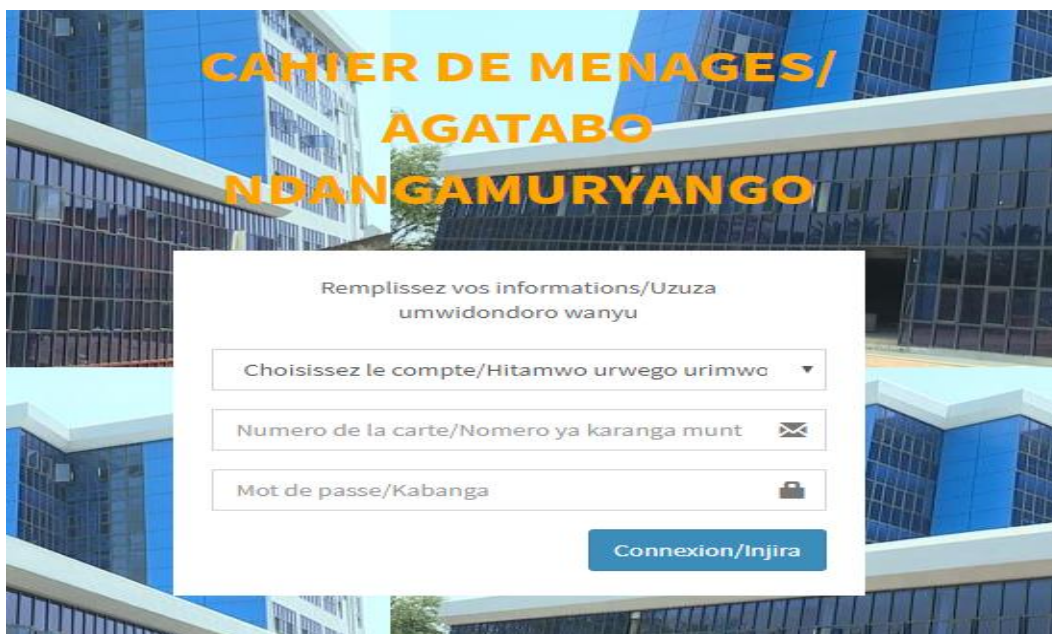 CAHIER DE MENAGES/
AGATABO
NDANGAMURYANGO
Remplissez vos informations/Uzuza
umwidondoro wanyu
Choisissez le compte/Hitamwo urwego urimwo
Numero de la carte/Nomero ya karanga munt
Mot de passe/Kabanga
Connexion/Injira